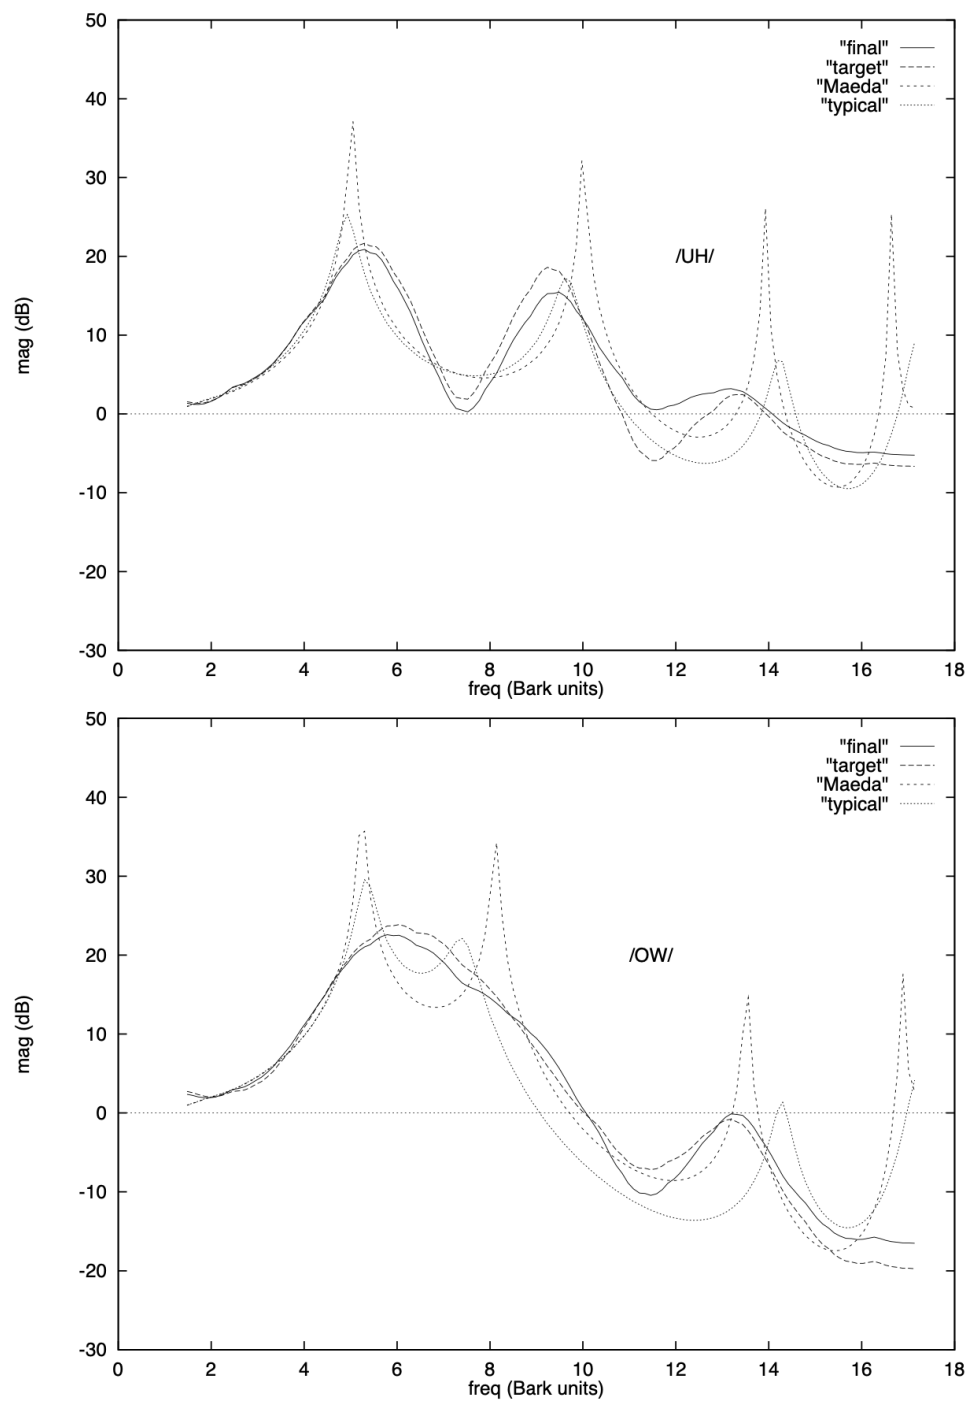 50
40
30
20
10
0
-10
-20
-30
mag (dB)
"final"
"target"
"Maeda"
"typical"
/UH/
0 2 4 6 8 10 12 14 16 18
freq (Bark units)
50
40
30
20
10
0
-10
-20
-30
mag (dB)
"final"
"target"
"Maeda"
"typical"
/OW/
0 2 4 6 8 10 12 14 16 18
freq (Bark units)